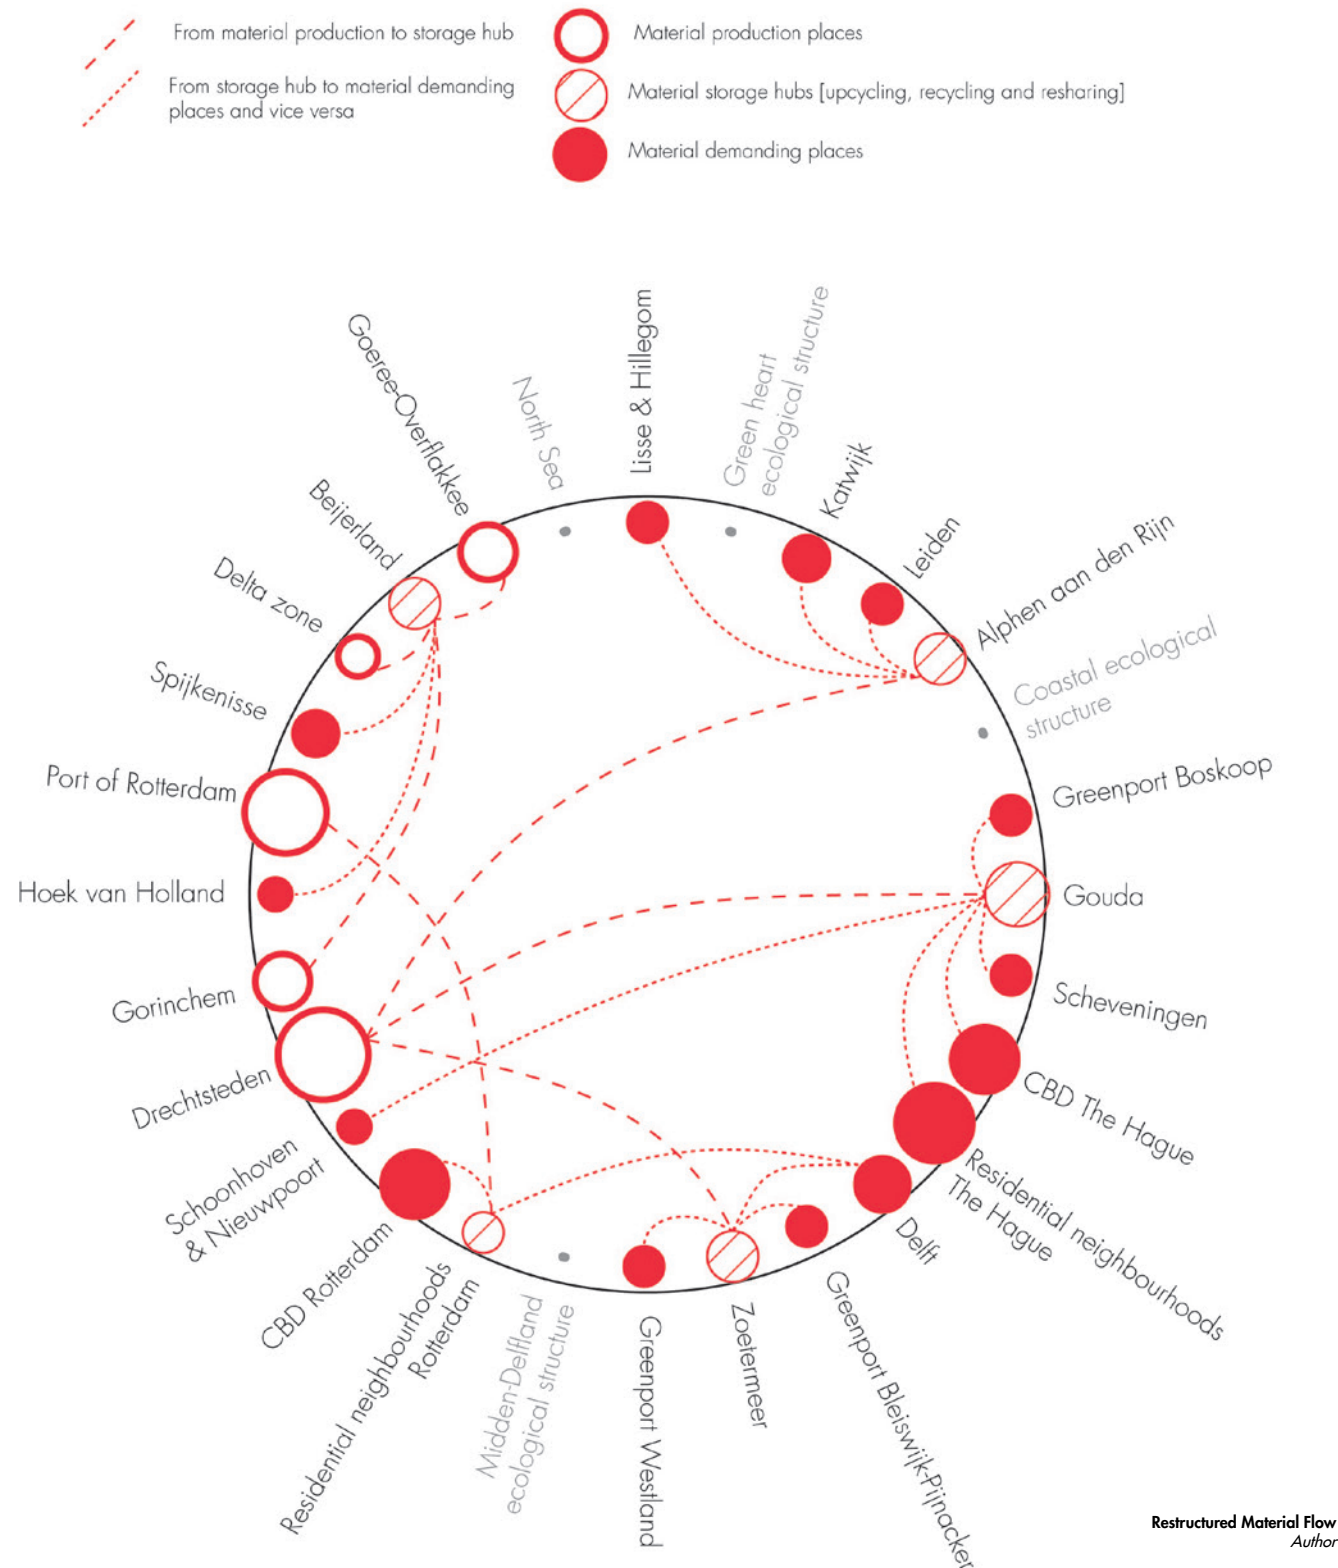 From material production to storage hub
From storage hub to material demanding
places and vice versa
Material production places
Material storage hubs [upcycling, recycling and resharing]
Material demanding places
Lisse & Hillegom
Green heart
ecological structure
Katwijk
Leiden
Alphen aan den Rijn
Coastal ecological
structure
Greenport Boskoop
Gouda
Scheveningen
CBD The Hague
Residential neighbourhoods
The Hague
Delft
Greenport Bleiswijk-Pijnacker
Zoetermeer
Greenport Westland
Midden-Delfland
ecological structure
Residential neighbourhoods
Rotterdam
CBD Rotterdam
Schoonhoven
& Nieuwpoort
Drechtsteden
Gorinchem
Hoek van Holland
Port of Rotterdam
Spijkenisse
Delta zone
Beijerland
Goeree-Overflakkee
North Sea
Restructured Material Flow
Author